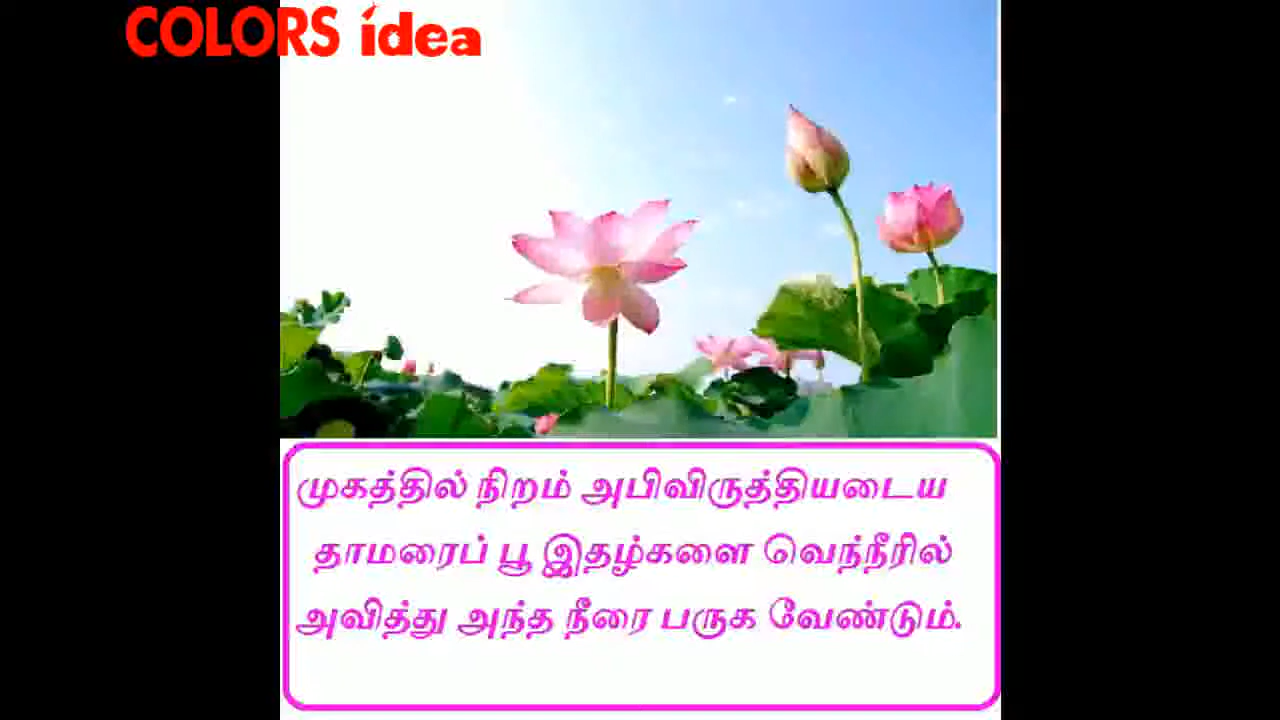 COLORS idea
முகத்தில் நிறம் அபிவிருத்தியடைய
தாமரைப் பூ இதழ்களை வெந்நீரில்
அவித்து அந்த நீரை பருக வேண்டும்.